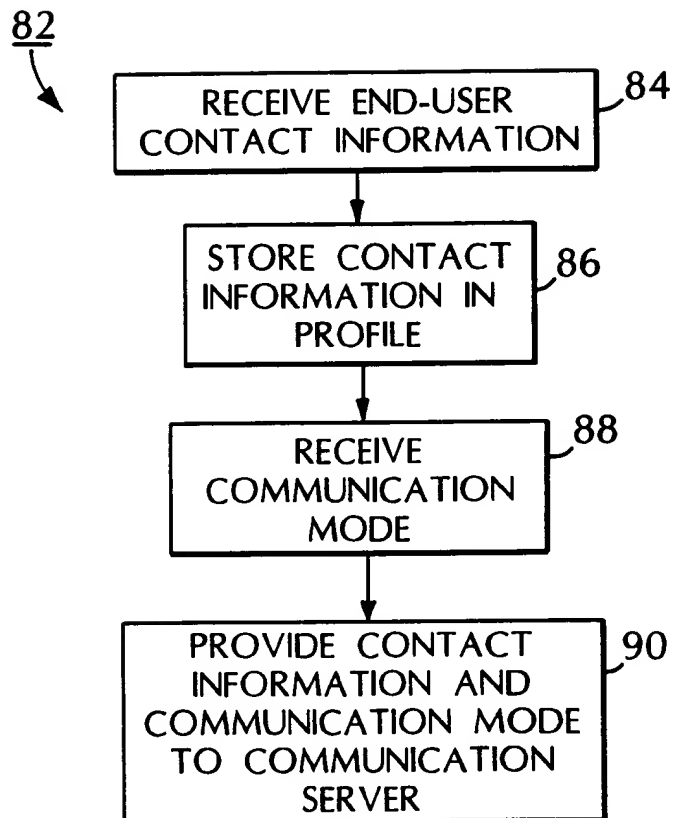 82
RECEIVE END-USER
CONTACT INFORMATION
84
STORE CONTACT
INFORMATION IN
PROFILE
86
RECEIVE
COMMUNICATION
MODE
88
PROVIDE CONTACT
INFORMATION AND
COMMUNICATION MODE
TO COMMUNICATION
SERVER
90